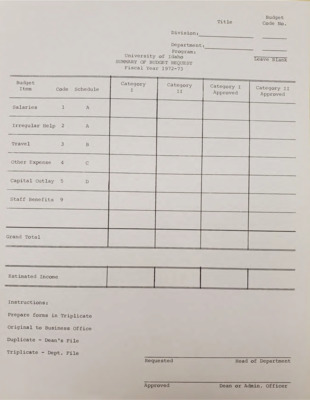 Title Budget
Code No.
Division:
Department:
Program:
Leave Blank
University of Idaho
SUMMARY OF BUDGET REQUEST
Fiscal Year 1972-73
Budget Item Code Schedule Category I Category II Category I Approved Category II Approved
Salaries 1 A
Irregular Help 2 A
Travel 3 B
Other Expense 4 C
Capital Outlay 5 D
Staff Benefits 9
Grand Total
Estimated Income
Instructions:
Prepare forms in Triplicate
Original to Business Office
Duplicate - Dean's File
Triplicate - Dept. File
Requested Head of Department
Approved Dean or Admin. Officer